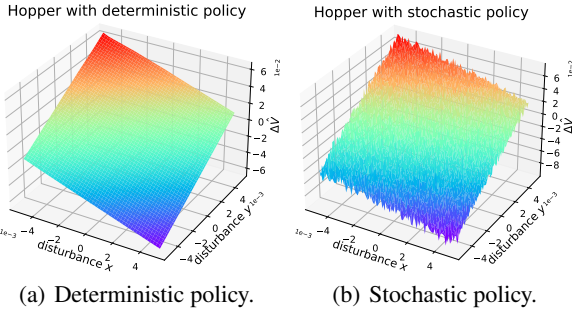 Hopper with deterministic policy
1e−2
6
4
2
0
−2
−4
−6
ΔV̂
1e−3
−4
−2
0
2
4
disturbance x
−4
−2
0
2
4
1e−3
disturbance y
(a) Deterministic policy.
Hopper with stochastic policy
1e−2
6
4
2
0
−2
−4
−6
−8
ΔV̂
1e−3
−4
−2
0
2
4
disturbance x
−4
−2
0
2
4
1e−3
disturbance y
(b) Stochastic policy.